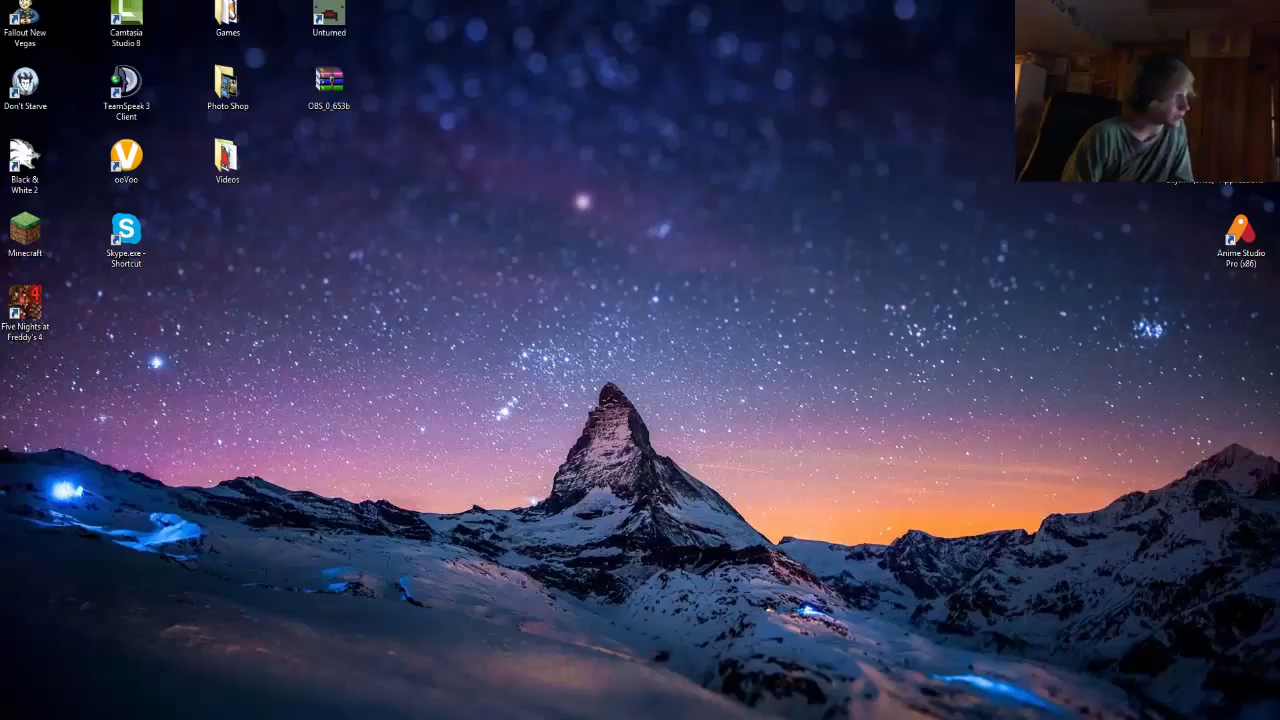 Fallout New
Vegas
Camtasia
Studio 8
Games
Unturned
Don't Starve
TeamSpeak 3
Client
Photo Shop
OBS_0_653b
Black &
White 2
ooVoo
Videos
Minecraft
Skype.exe -
Shortcut
Anime Studio
Pro (x86)
Five Nights at
Freddy's 4